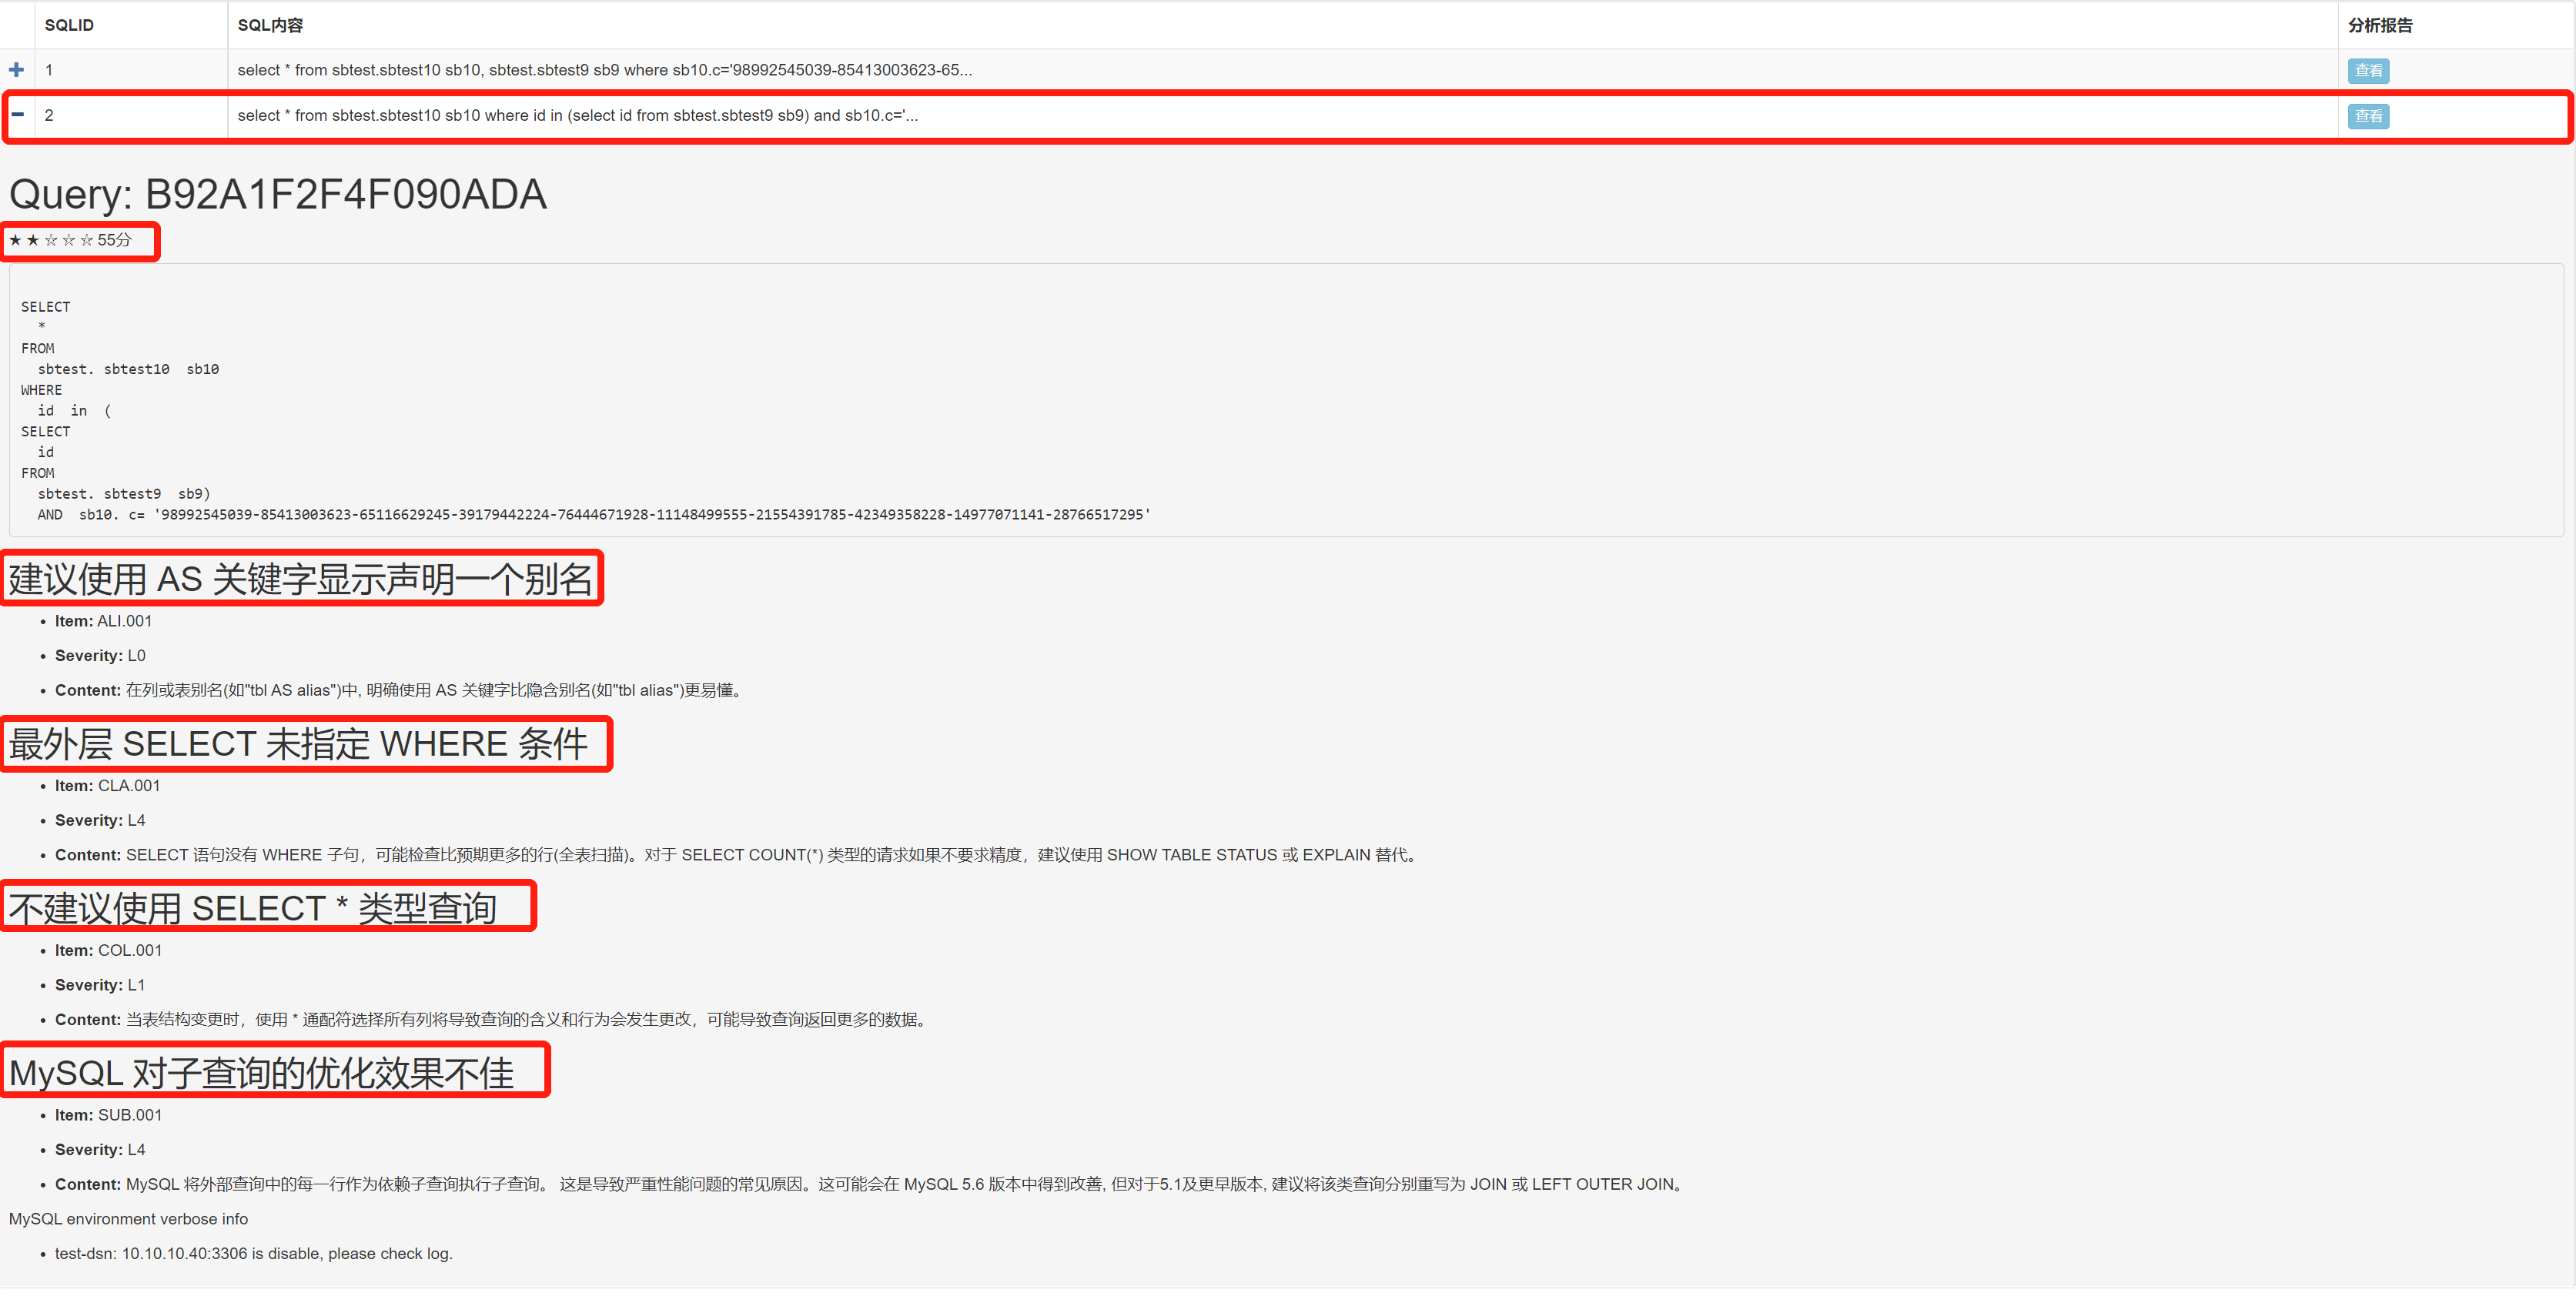 SQLID SQL内容 分析报告
1 select * from sbtest.sbtest10 sb10, sbtest.sbtest9 sb9 where sb10.c='98992545039-85413003623-65... 查看
2 select * from sbtest.sbtest10 sb10 where id in (select id from sbtest.sbtest9 sb9) and sb10.c='... 查看
Query: B92A1F2F4F090ADA
★ ★ ☆ ☆ ☆ 55分
SELECT
*
FROM
sbtest. sbtest10  sb10
WHERE
id  in  (
SELECT
id
FROM
sbtest. sbtest9  sb9)
AND  sb10. c= '98992545039-85413003623-65116629245-39179442224-76444671928-11148499555-21554391785-42349358228-14977071141-28766517295'
建议使用 AS 关键字显示声明一个别名
• Item: ALI.001
• Severity: L0
• Content: 在列或表别名(如"tbl AS alias")中, 明确使用 AS 关键字比隐含别名(如"tbl alias")更易懂。
最外层 SELECT 未指定 WHERE 条件
• Item: CLA.001
• Severity: L4
• Content: SELECT 语句没有 WHERE 子句，可能检查比预期更多的行(全表扫描)。对于 SELECT COUNT(*) 类型的请求如果不要求精度，建议使用 SHOW TABLE STATUS 或 EXPLAIN 替代。
不建议使用 SELECT * 类型查询
• Item: COL.001
• Severity: L1
• Content: 当表结构变更时，使用 * 通配符选择所有列将导致查询的含义和行为会发生更改，可能导致查询返回更多的数据。
MySQL 对子查询的优化效果不佳
• Item: SUB.001
• Severity: L4
• Content: MySQL 将外部查询中的每一行作为依赖子查询执行子查询。 这是导致严重性能问题的常见原因。这可能会在 MySQL 5.6 版本中得到改善, 但对于5.1及更早版本, 建议将该类查询分别重写为 JOIN 或 LEFT OUTER JOIN。
MySQL environment verbose info
• test-dsn: 10.10.10.40:3306 is disable, please check log.